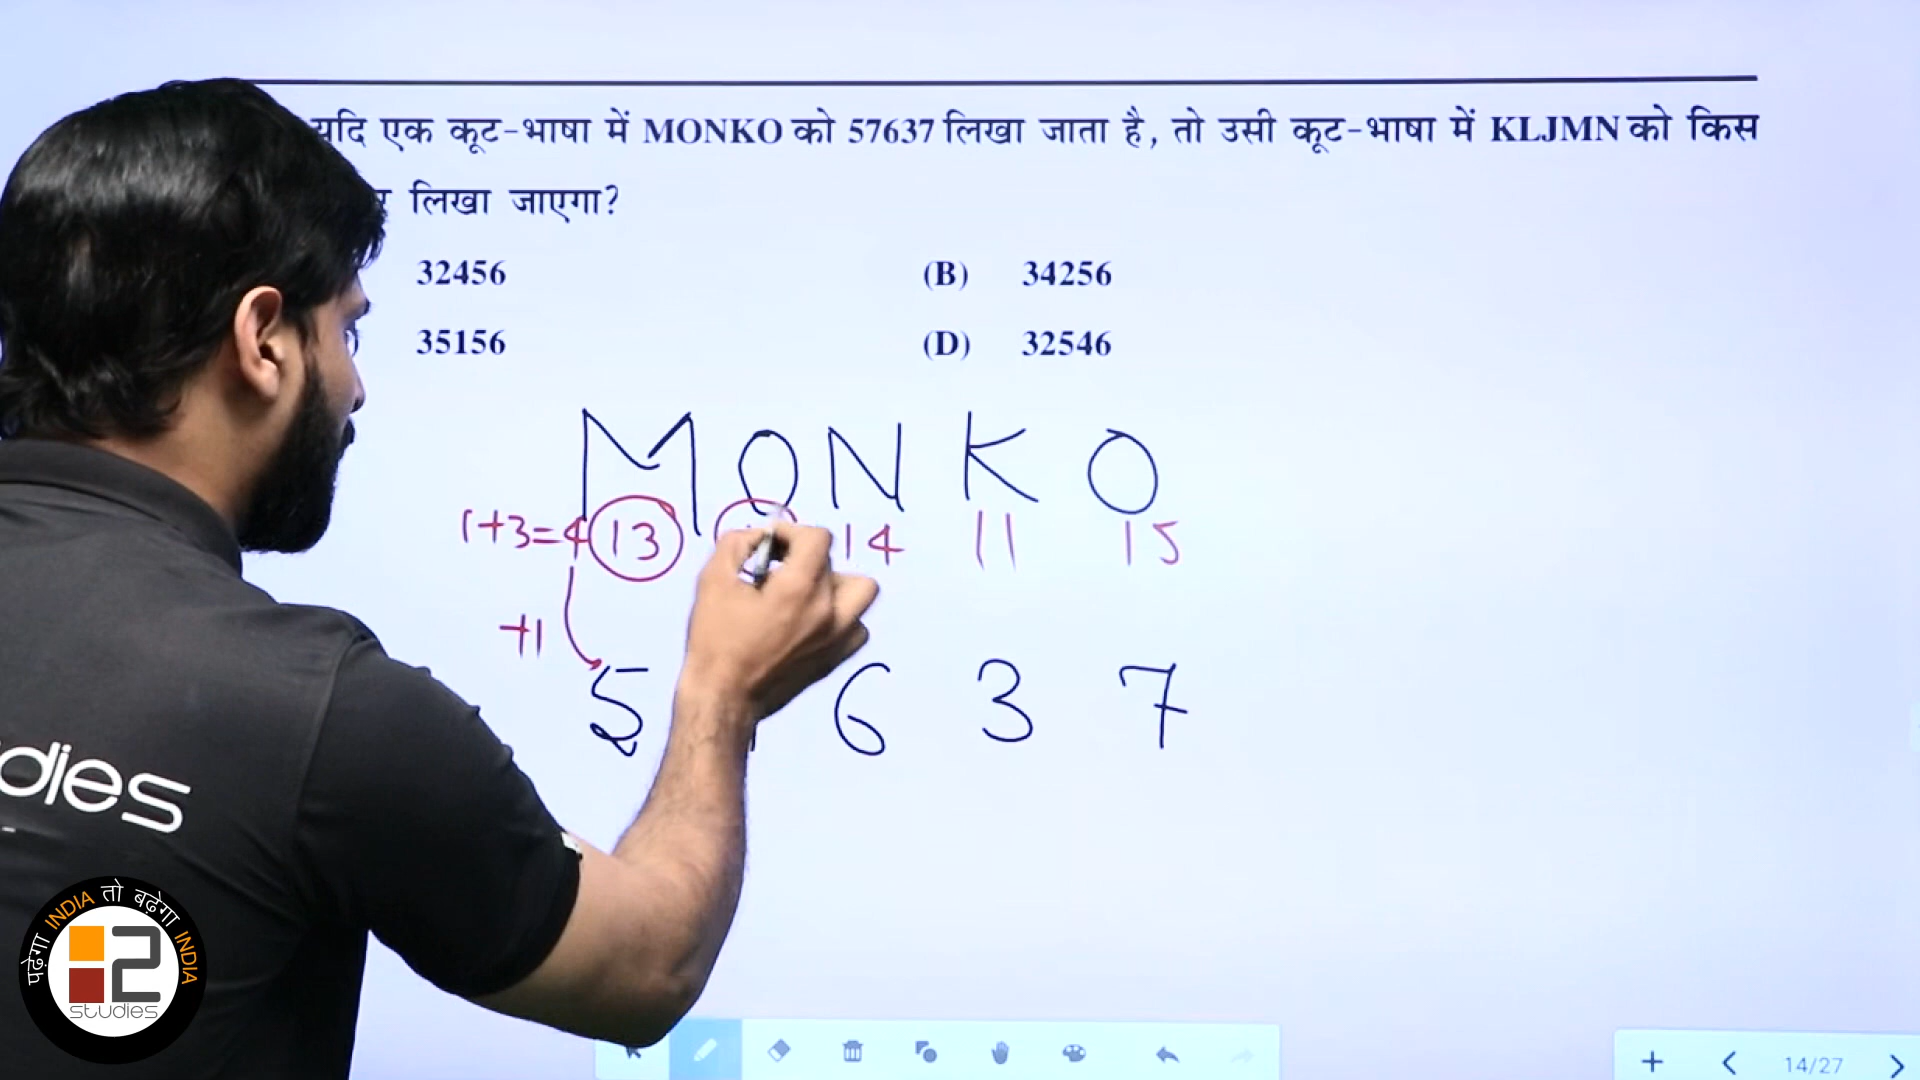 यदि एक कूट-भाषा में MONKO को 57637 लिखा जाता है, तो उसी कूट-भाषा में KLJMN को किस
लिखा जाएगा?
32456 (B) 34256
35156 (D) 32546
M O N K O
1+3=4 13 14 11 15
+1
5 6 3 7
dies
पढ़ेगा INDIA तो बढ़ेगा INDIA
i2
studies
14/27